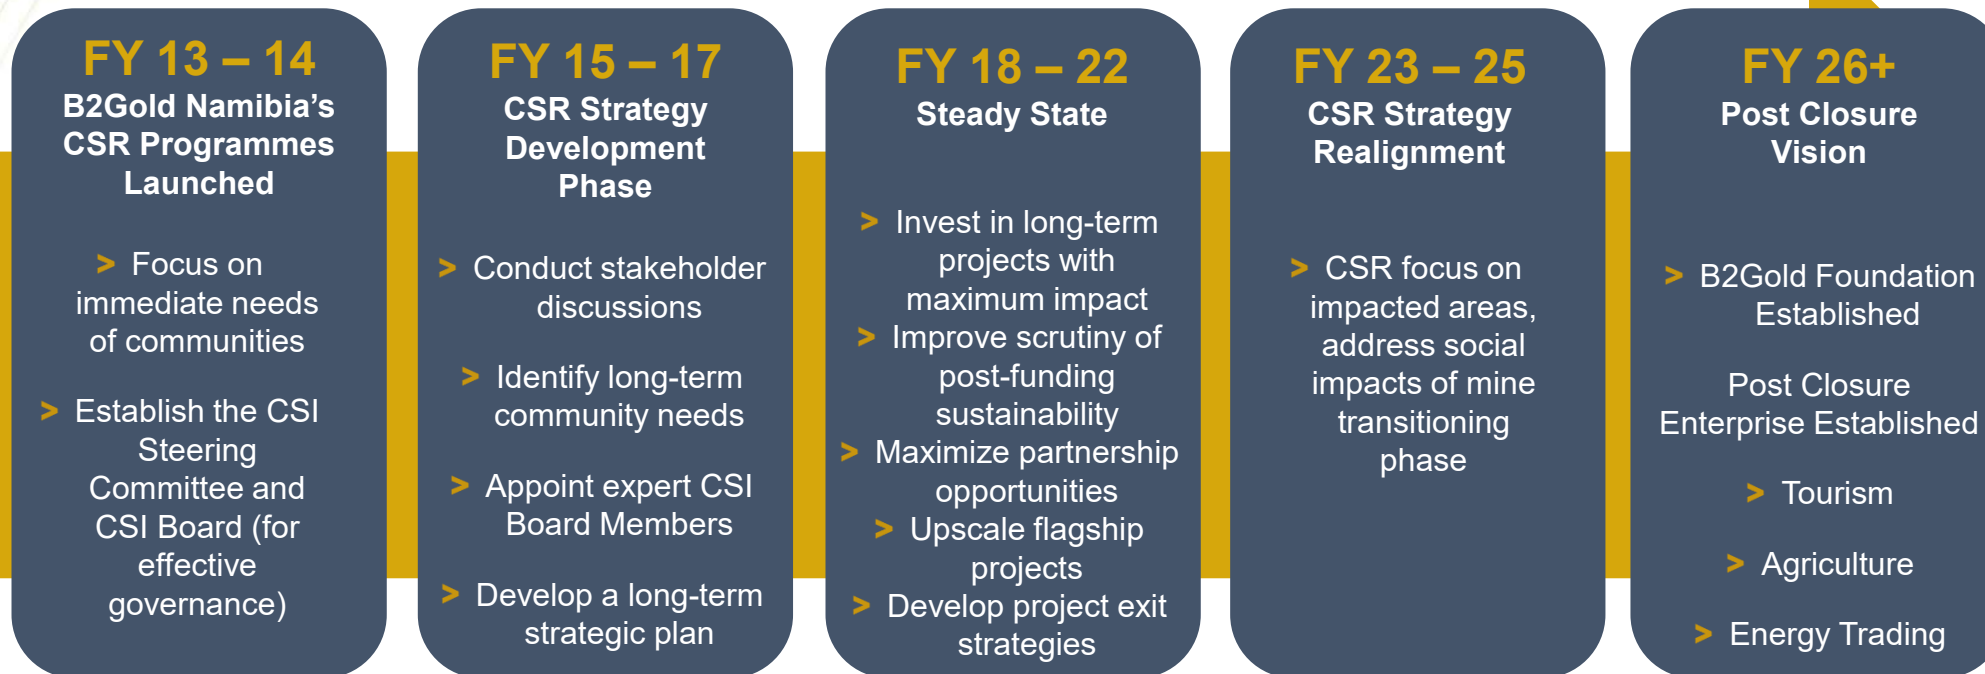 FY 13 – 14
B2Gold Namibia’s
CSR Programmes
Launched
> Focus on
immediate needs
of communities
> Establish the CSI
Steering
Committee and
CSI Board (for
effective
governance)
FY 15 – 17
CSR Strategy
Development
Phase
> Conduct stakeholder
discussions
> Identify long-term
community needs
> Appoint expert CSI
Board Members
> Develop a long-term
strategic plan
FY 18 – 22
Steady State
> Invest in long-term
projects with
maximum impact
> Improve scrutiny of
post-funding
sustainability
> Maximize partnership
opportunities
> Upscale flagship
projects
> Develop project exit
strategies
FY 23 – 25
CSR Strategy
Realignment
> CSR focus on
impacted areas,
address social
impacts of mine
transitioning
phase
FY 26+
Post Closure
Vision
> B2Gold Foundation
Established
Post Closure
Enterprise Established
> Tourism
> Agriculture
> Energy Trading